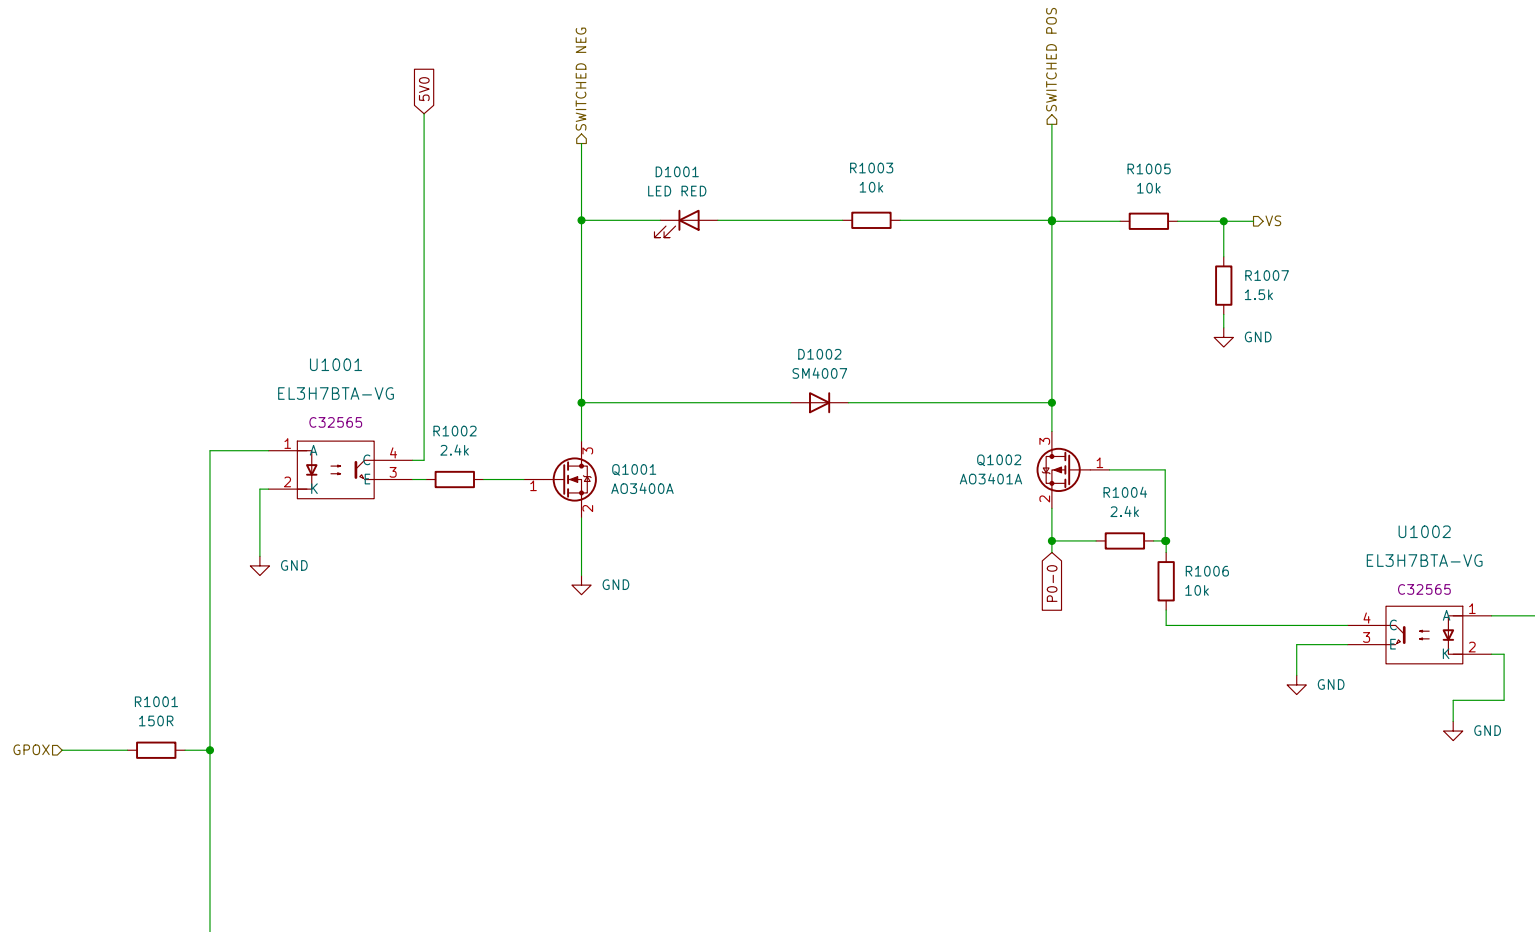 SWITCHED NEG
SWITCHED POS
5V0
D1001
LED RED
R1003
10k
R1005
10k
VS
R1007
1.5k
GND
D1002
SM4007
U1001
EL3H7BTA-VG
C32565
1
A
2
K
C
4
E
3
R1002
2.4k
3
1
2
Q1001
AO3400A
GND
GND
3
1
2
Q1002
AO3401A
R1004
2.4k
P0-0
R1006
10k
U1002
EL3H7BTA-VG
C32565
4
C
3
E
A
1
K
2
GND
GND
R1001
150R
GPOX